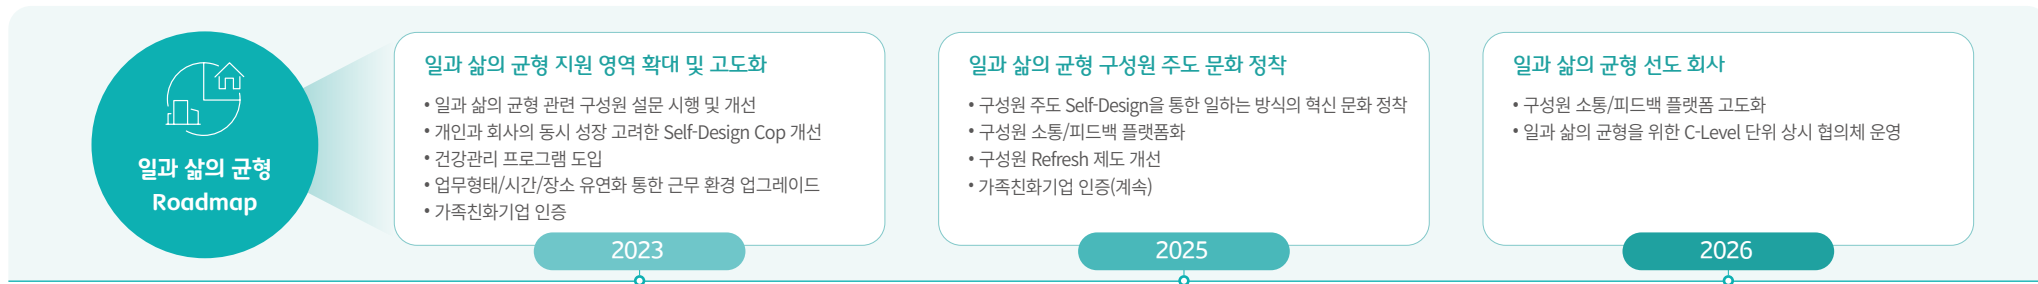 일과 삶의 균형
Roadmap
일과 삶의 균형 지원 영역 확대 및 고도화
• 일과 삶의 균형 관련 구성원 설문 시행 및 개선
• 개인과 회사의 동시 성장 고려한 Self-Design Cop 개선
• 건강관리 프로그램 도입
• 업무형태/시간/장소 유연화 통한 근무 환경 업그레이드
• 가족친화기업 인증
2023
일과 삶의 균형 구성원 주도 문화 정착
• 구성원 주도 Self-Design을 통한 일하는 방식의 혁신 문화 정착
• 구성원 소통/피드백 플랫폼화
• 구성원 Refresh 제도 개선
• 가족친화기업 인증(계속)
2025
일과 삶의 균형 선도 회사
• 구성원 소통/피드백 플랫폼 고도화
• 일과 삶의 균형을 위한 C-Level 단위 상시 협의체 운영
2026